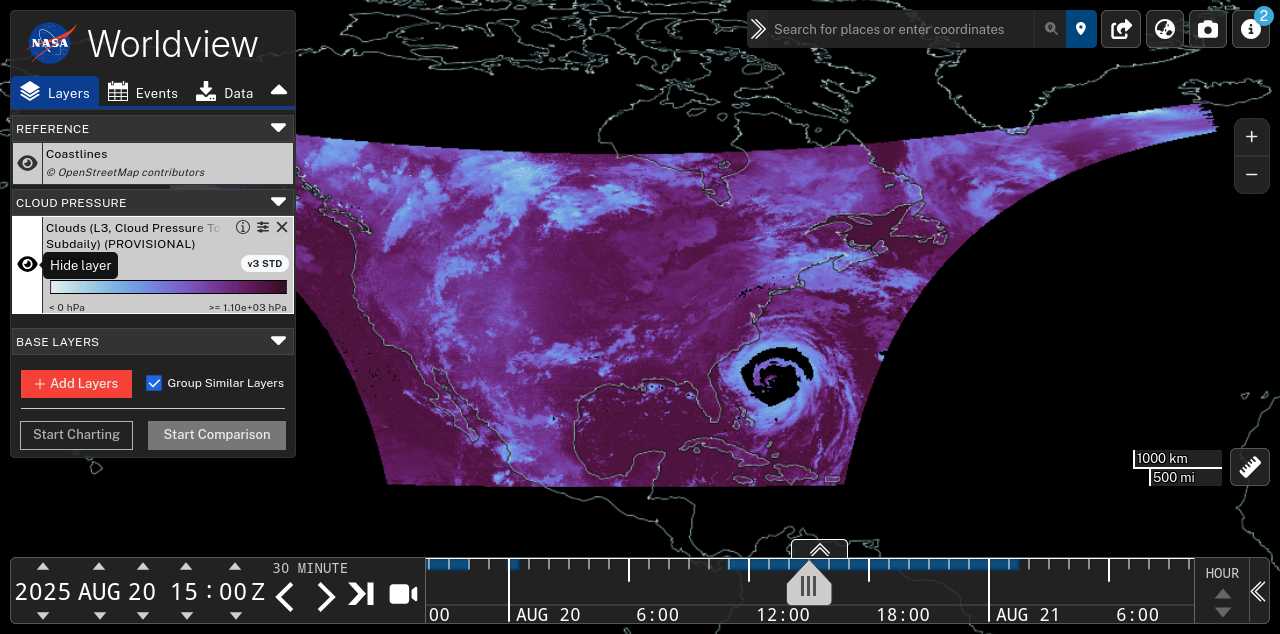 NASA
Worldview
Layers
Events
Data
REFERENCE
Coastlines
© OpenStreetMap contributors
CLOUD PRESSURE
Clouds (L3, Cloud Pressure To
Subdaily) (PROVISIONAL)
Hide layer
v3 STD
< 0 hPa
>= 1.10e+03 hPa
BASE LAYERS
+ Add Layers
Group Similar Layers
Start Charting
Start Comparison
Search for places or enter coordinates
2
+
−
1000 km
500 mi
2025 AUG 20 15 : 00 Z
30 MINUTE
00
AUG 20
6:00
12:00
18:00
AUG 21
6:00
HOUR